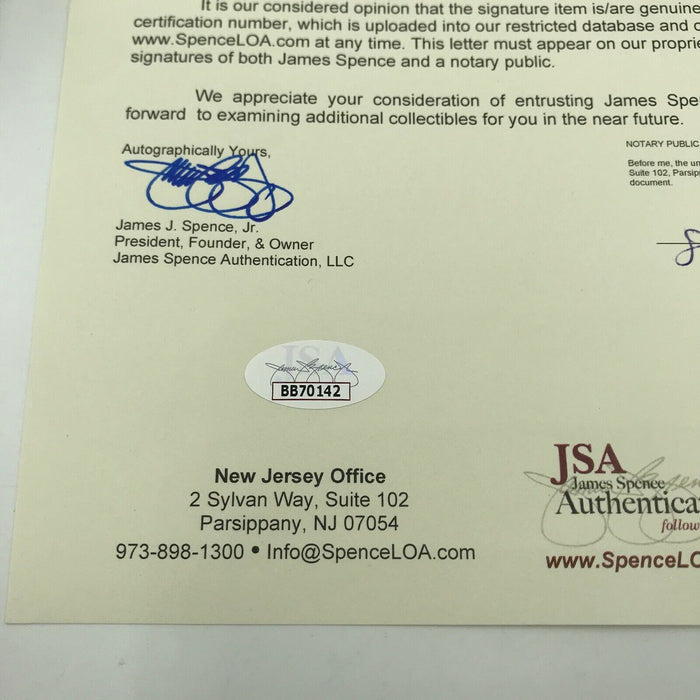 It is our considered opinion that the signature item is/are genuine
certification number, which is uploaded into our restricted database and
www.SpenceLOA.com at any time. This letter must appear on our
signatures of both James Spence and a notary public.
We appreciate your consideration of entrusting James
forward to examining additional collectibles for you in the near future.
Autographically Yours,
NOTARY PUBLIC
Before me, the
Suite 102,
document.
James J. Spence, Jr.
President, Founder, & Owner
James Spence Authentication, LLC
JSA
James Spence
BB70142
New Jersey Office
2 Sylvan Way, Suite 102
Parsippany, NJ 07054
973-898-1300 • Info@SpenceLOA.com
JSA
James Spence
Authentica
follow
www.SpenceLO